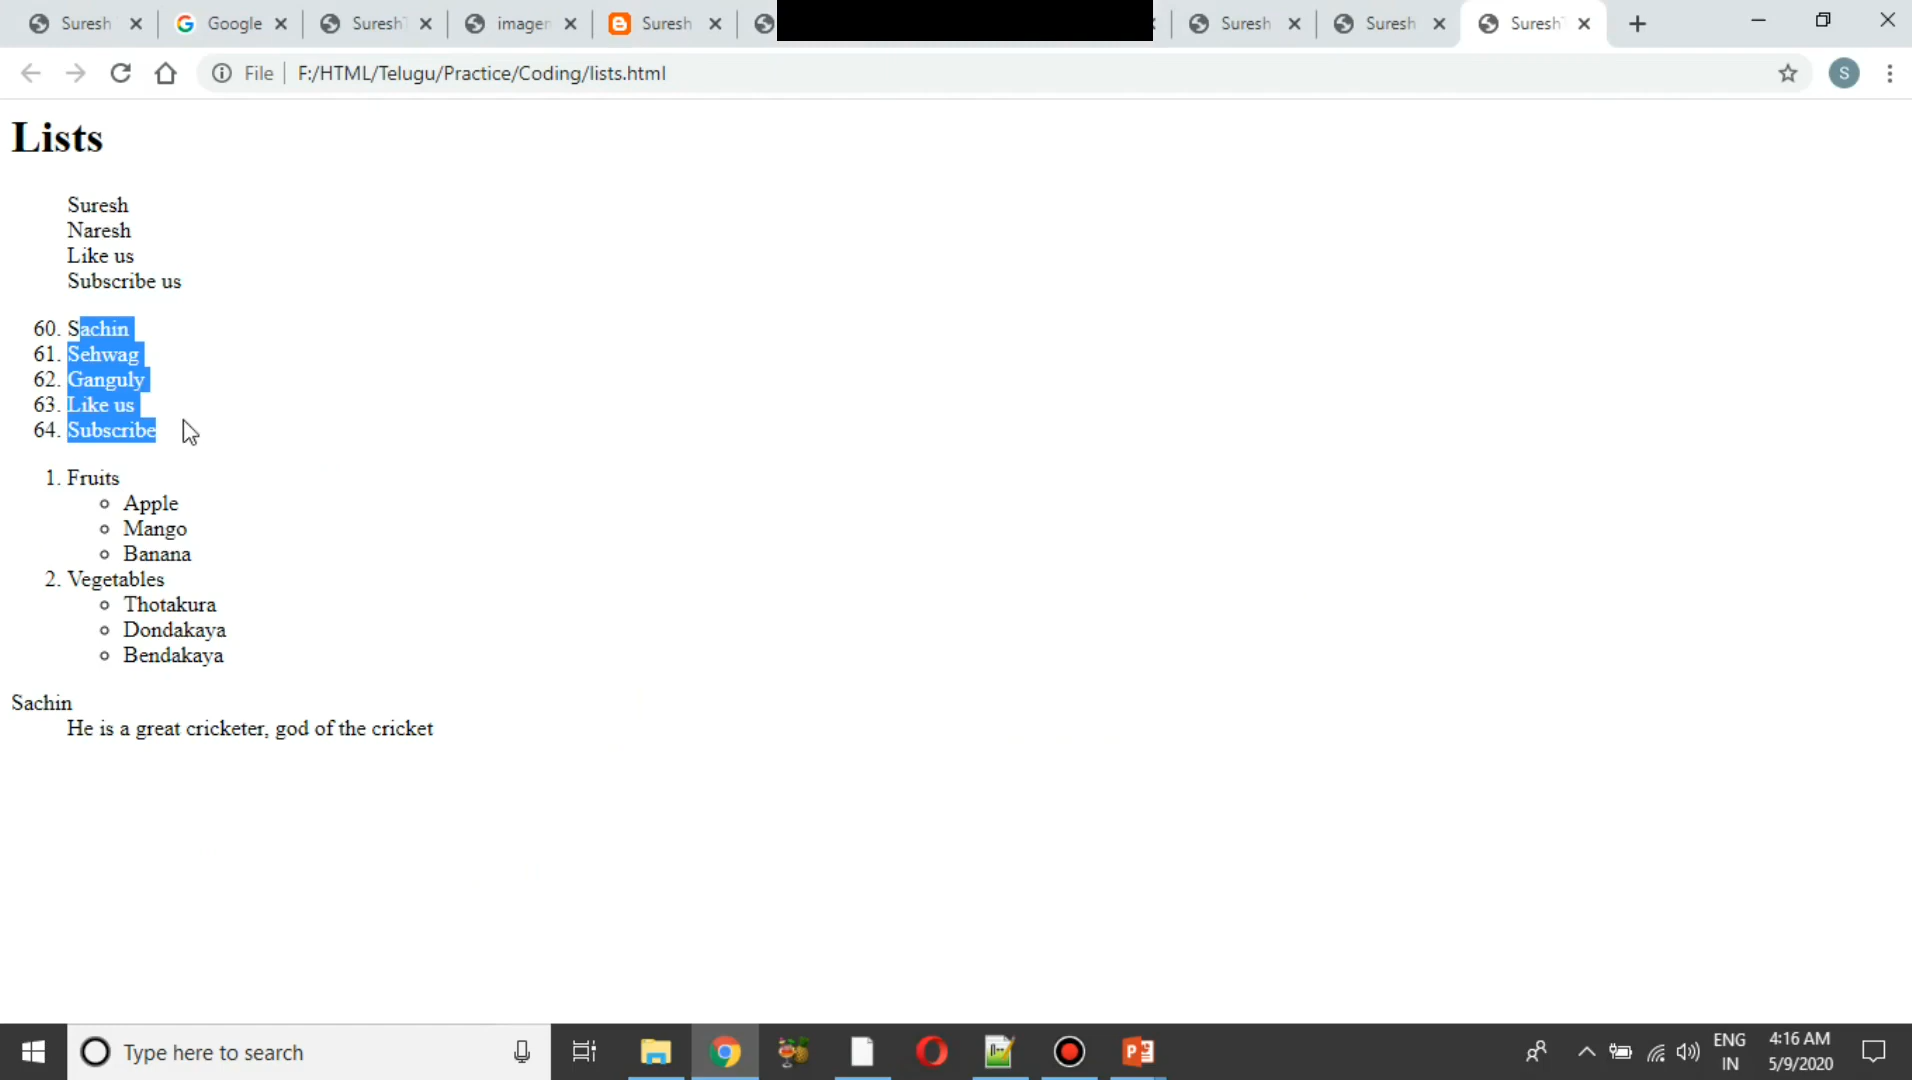 Suresh
Google
Suresh
imagen
Suresh
Suresh
Suresh
Suresh
File
F:/HTML/Telugu/Practice/Coding/lists.html
S
Lists
Suresh
Naresh
Like us
Subscribe us
60. Sachin
61. Sehwag
62. Ganguly
63. Like us
64. Subscribe
1. Fruits
Apple
Mango
Banana
2. Vegetables
Thotakura
Dondakaya
Bendakaya
Sachin
He is a great cricketer, god of the cricket
Type here to search
ENG
IN
4:16 AM
5/9/2020